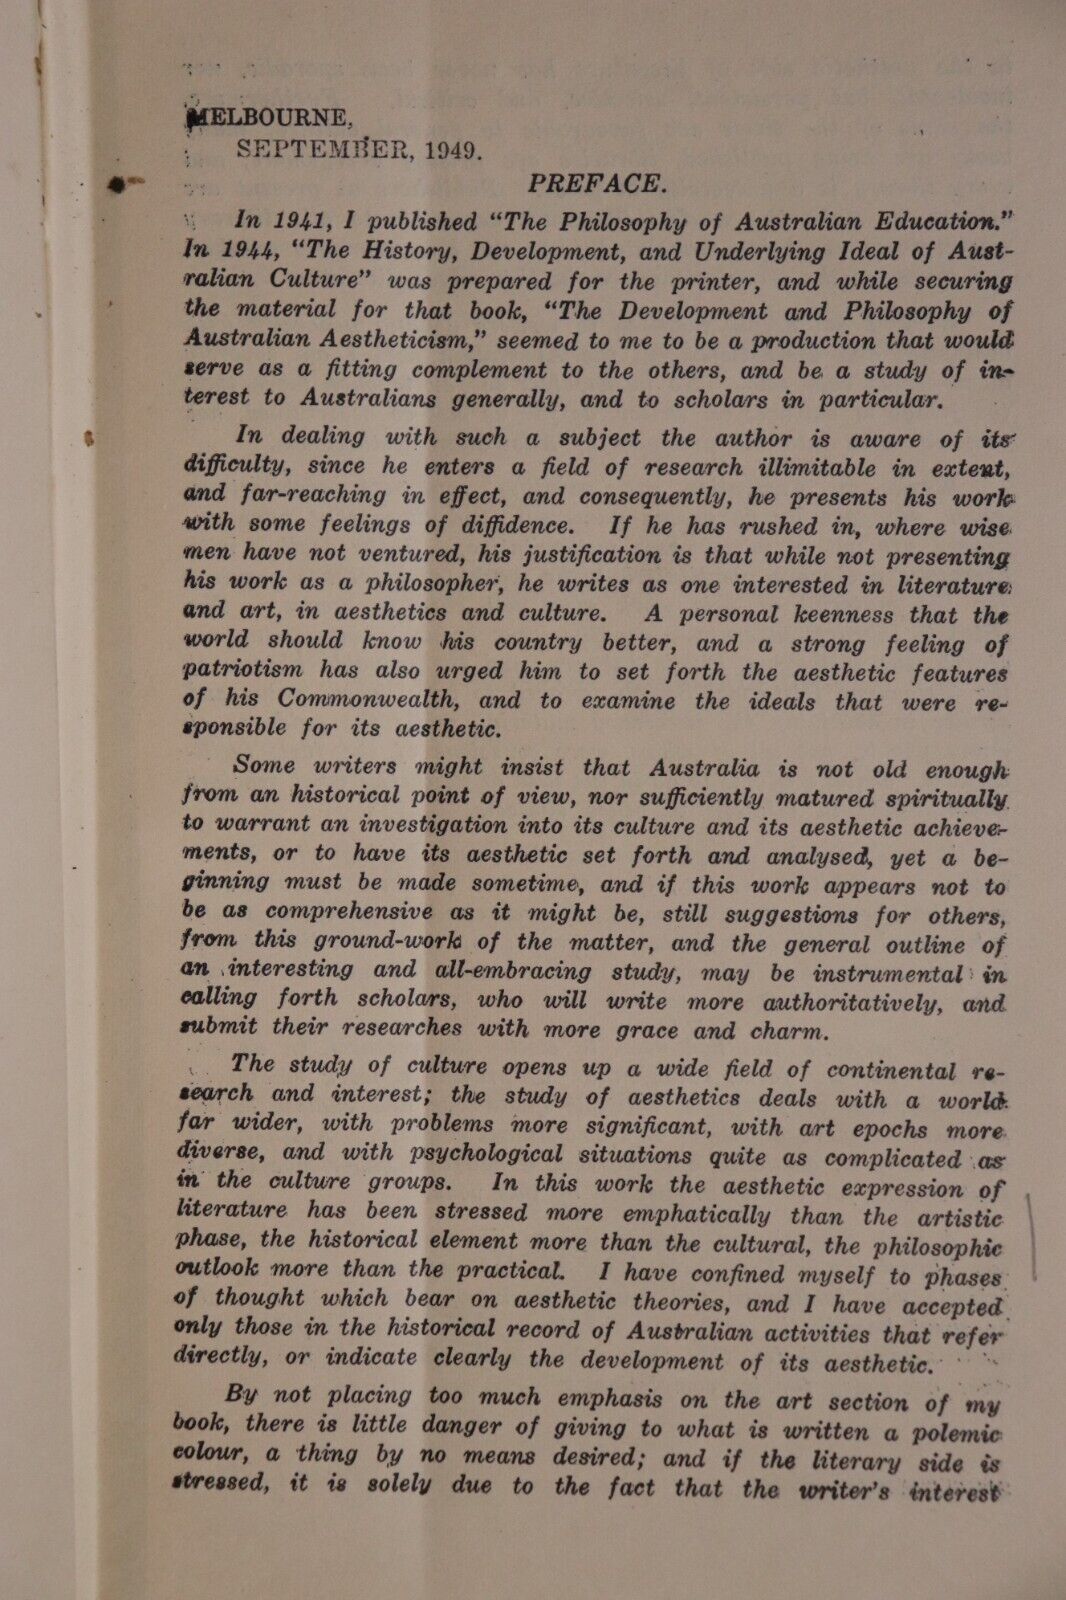 MELBOURNE,
SEPTEMBER, 1949.
PREFACE.
In 1941, I published “The Philosophy of Australian Education.”
In 1944, “The History, Development, and Underlying Ideal of Aust-
ralian Culture” was prepared for the printer, and while securing
the material for that book, “The Development and Philosophy of
Australian Aestheticism,” seemed to me to be a production that would
serve as a fitting complement to the others, and be a study of in-
terest to Australians generally, and to scholars in particular.
In dealing with such a subject the author is aware of its
difficulty, since he enters a field of research illimitable in extent,
and far-reaching in effect, and consequently, he presents his work
with some feelings of diffidence. If he has rushed in, where wise
men have not ventured, his justification is that while not presenting
his work as a philosopher, he writes as one interested in literature
and art, in aesthetics and culture. A personal keenness that the
world should know his country better, and a strong feeling of
patriotism has also urged him to set forth the aesthetic features
of his Commonwealth, and to examine the ideals that were re-
sponsible for its aesthetic.
Some writers might insist that Australia is not old enough
from an historical point of view, nor sufficiently matured spiritually
to warrant an investigation into its culture and its aesthetic achieve-
ments, or to have its aesthetic set forth and analysed, yet a be-
ginning must be made sometime, and if this work appears not to
be as comprehensive as it might be, still suggestions for others,
from this ground-work of the matter, and the general outline of
an interesting and all-embracing study, may be instrumental in
calling forth scholars, who will write more authoritatively, and
submit their researches with more grace and charm.
The study of culture opens up a wide field of continental re-
search and interest; the study of aesthetics deals with a world
far wider, with problems more significant, with art epochs more
diverse, and with psychological situations quite as complicated as
in the culture groups. In this work the aesthetic expression of
literature has been stressed more emphatically than the artistic
phase, the historical element more than the cultural, the philosophic
outlook more than the practical. I have confined myself to phases
of thought which bear on aesthetic theories, and I have accepted
only those in the historical record of Australian activities that refer
directly, or indicate clearly the development of its aesthetic.
By not placing too much emphasis on the art section of my
book, there is little danger of giving to what is written a polemic
colour, a thing by no means desired; and if the literary side is
stressed, it is solely due to the fact that the writer's interest